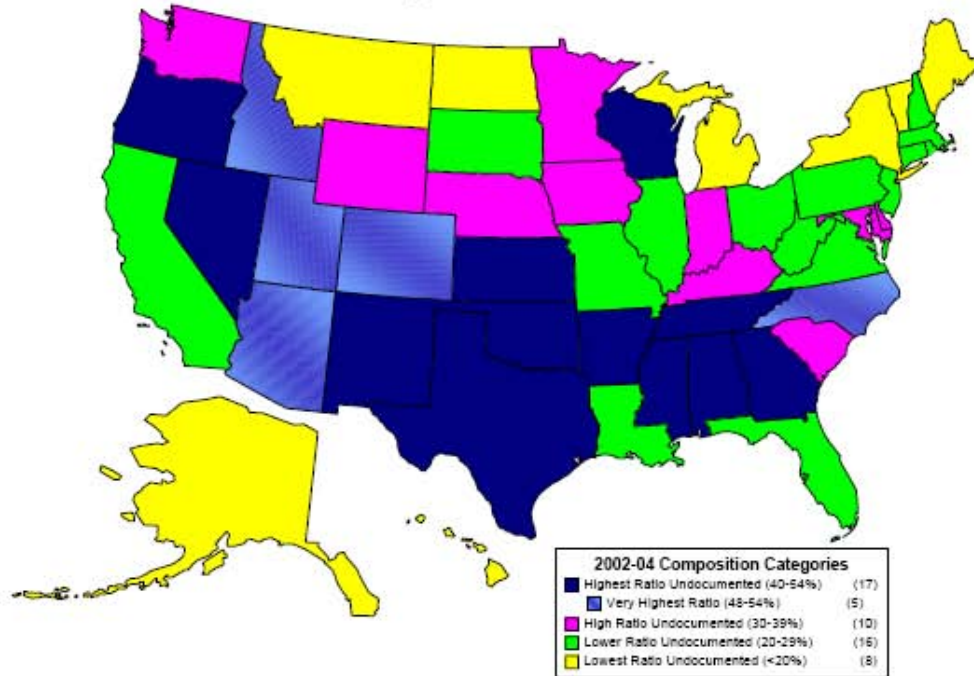 2002-04 Composition Categories
Highest Ratio Undocumented (40-54%) (17)
Very Highest Ratio (48-54%) (5)
High Ratio Undocumented (30-39%) (10)
Lower Ratio Undocumented (20-29%) (16)
Lowest Ratio Undocumented (<20%) (8)